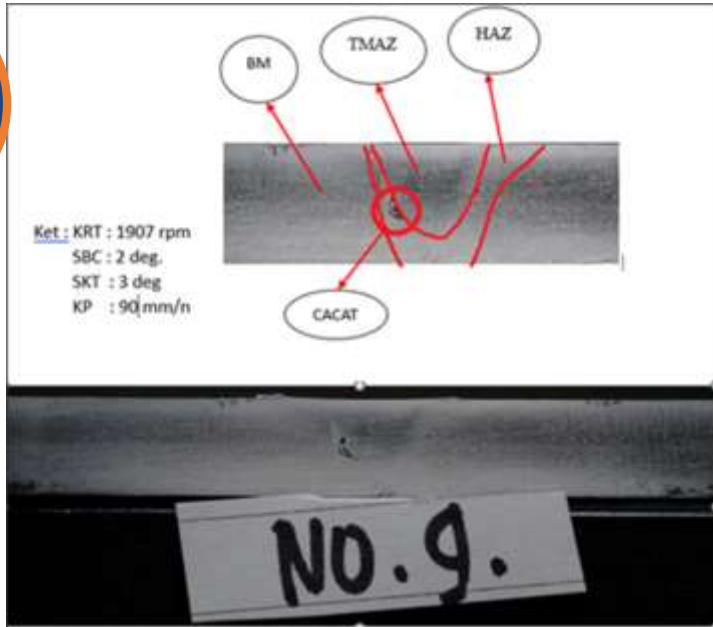 BM
TMAZ
HAZ
Ket : KRT : 1907 rpm
SBC : 2 deg.
SKT : 3 deg
KP : 90 mm/n
CACAT
NO. 9.